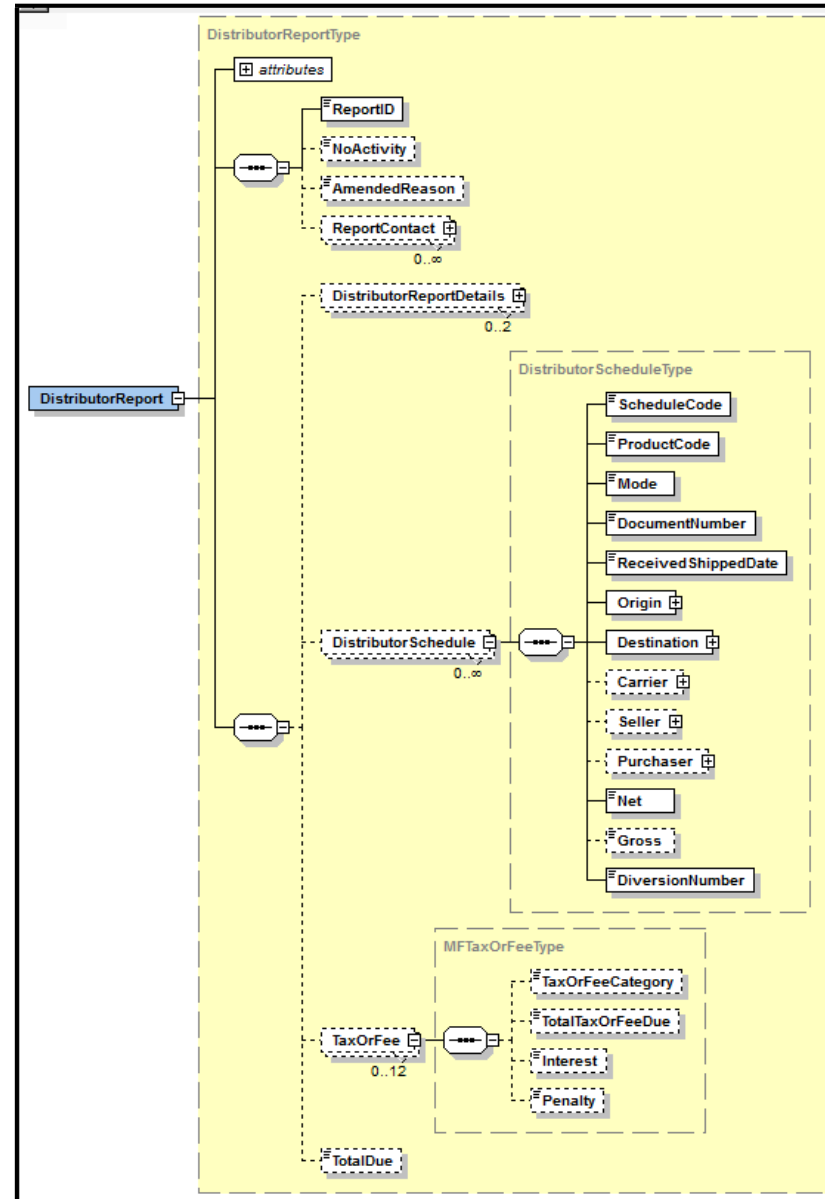 DistributorReportType
attributes
ReportID
NoActivity
AmendedReason
ReportContact
0..∞
DistributorReportDetails
0..2
DistributorScheduleType
DistributorReport
ScheduleCode
ProductCode
Mode
DocumentNumber
ReceivedShippedDate
Origin
Destination
DistributorSchedule
0..∞
Carrier
Seller
Purchaser
Net
Gross
DiversionNumber
MFTaxOrFeeType
TaxOrFeeCategory
TotalTaxOrFeeDue
TaxOrFee
0..12
Interest
Penalty
TotalDue